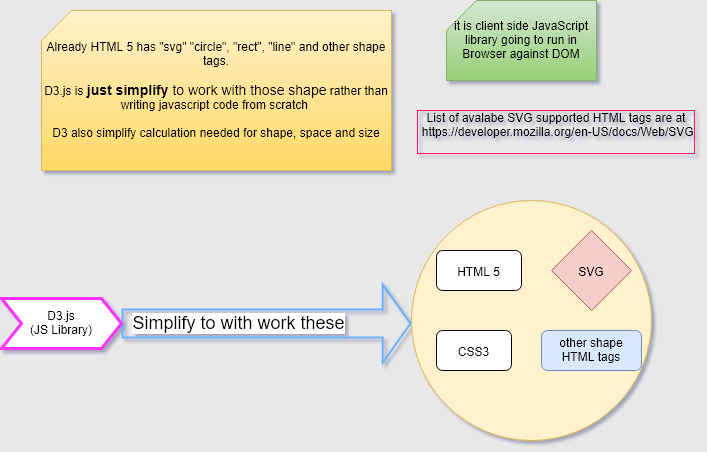 Already HTML 5 has "svg" "circle", "rect", "line" and other shape
tags.
D3.js is just simplify to work with those shape rather than
writing javascript code from scratch
D3 also simplify calculation needed for shape, space and size
it is client side JavaScript
library going to run in
Browser against DOM
List of avalabe SVG supported HTML tags are at
https://developer.mozilla.org/en-US/docs/Web/SVG
HTML 5
SVG
D3.js
(JS Library)
Simplify to with work these
CSS3
other shape
HTML tags